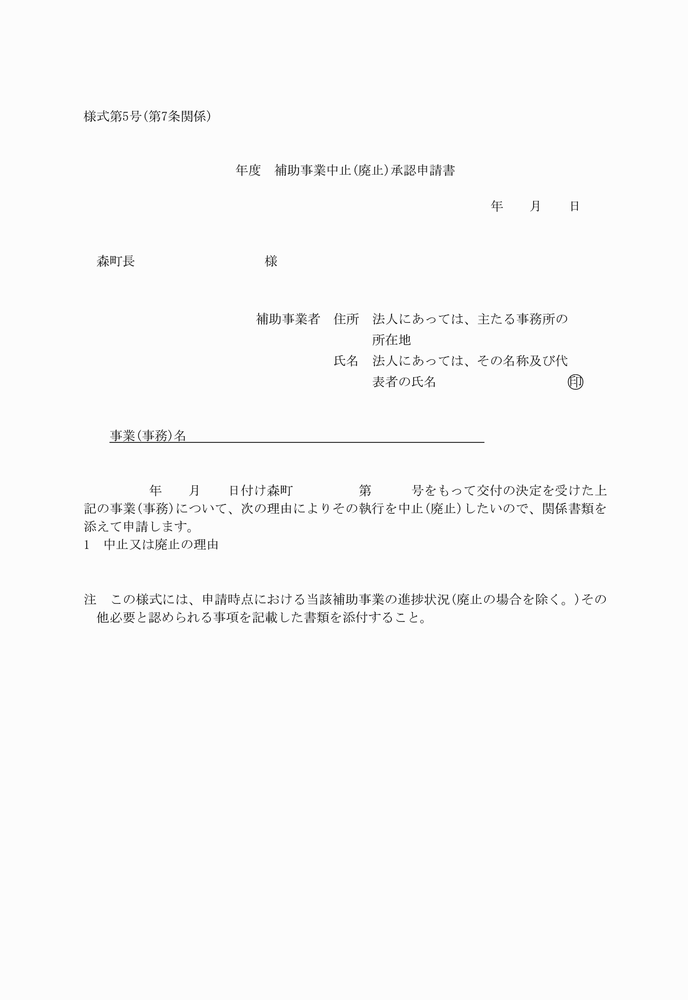 様式第5号(第7条関係)
年度　補助事業中止(廃止)承認申請書
年　　月　　日
森町長　　　　　　　　　　様
補助事業者　住所　法人にあっては、主たる事務所の
所在地
氏名　法人にあっては、その名称及び代
表者の氏名　　　　　　　　　　㊞
事業(事務)名
年　　月　　日付け森町　　　　　第　　　号をもって交付の決定を受けた上
記の事業(事務)について、次の理由によりその執行を中止(廃止)したいので、関係書類を
添えて申請します。
1　中止又は廃止の理由
注　この様式には、申請時点における当該補助事業の進捗状況(廃止の場合を除く。)その
他必要と認められる事項を記載した書類を添付すること。